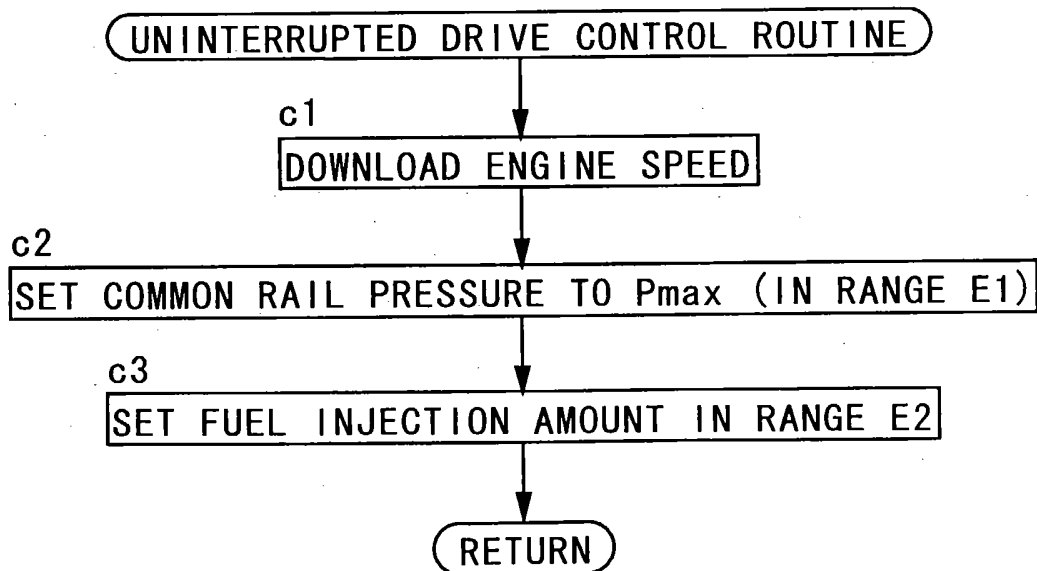 UNINTERRUPTED DRIVE CONTROL ROUTINE
c1
DOWNLOAD ENGINE SPEED
c2
SET COMMON RAIL PRESSURE TO Pmax (IN RANGE E1)
c3
SET FUEL INJECTION AMOUNT IN RANGE E2
RETURN